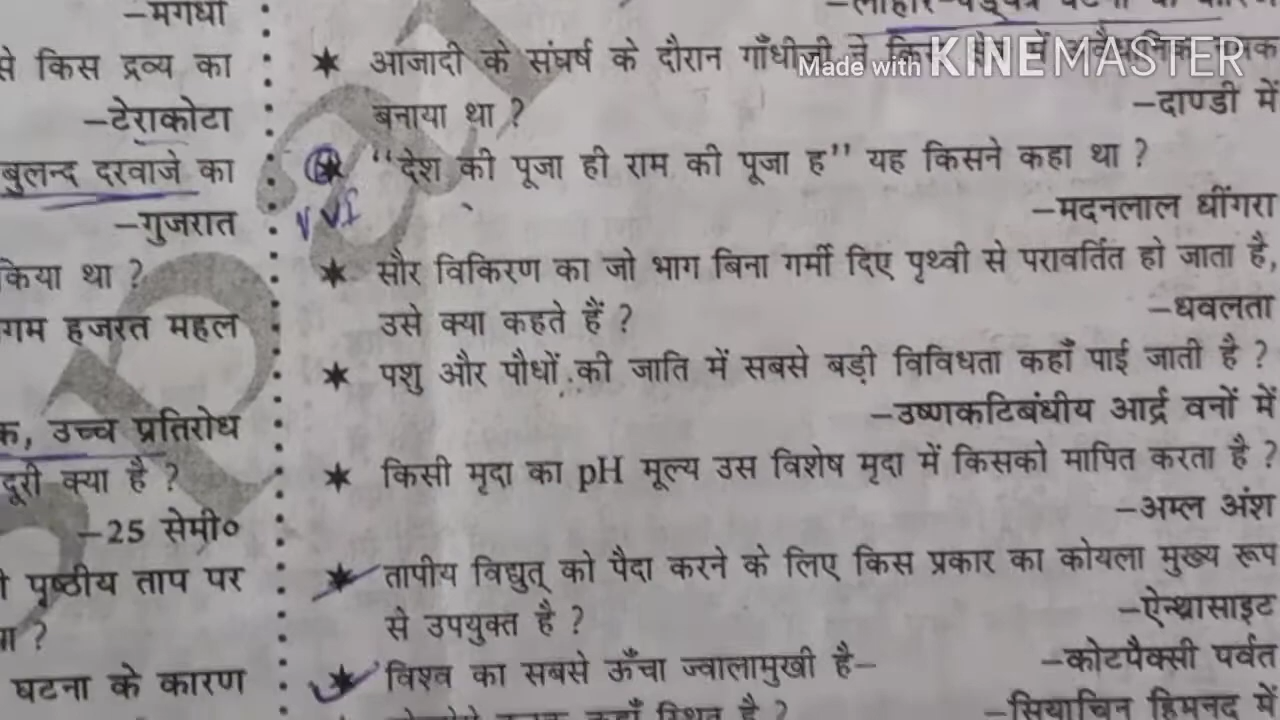 –मगधी
से किस द्रव्य का
–टेराकोटा
बुलन्द दरवाजे का
–गुजरात
किया था ?
गम हजरत महल
क, उच्च प्रतिरोध
दूरी क्या है ?
–25 सेमी०
पृष्ठीय ताप पर
घटना के कारण
★ आजादी के संघर्ष के दौरान गाँधीजी ने
Made with KINEMASTER
बनाया था ?
–दाण्डी में
★ “देश की पूजा ही राम की पूजा ह” यह किसने कहा था ?
VVI
–मदनलाल धींगरा
★ सौर विकिरण का जो भाग बिना गर्मी दिए पृथ्वी से परावर्तित हो जाता है,
उसे क्या कहते हैं ?
–धवलता
★ पशु और पौधों की जाति में सबसे बड़ी विविधता कहाँ पाई जाती है ?
–उष्णकटिबंधीय आर्द्र वनों में
★ किसी मृदा का pH मूल्य उस विशेष मृदा में किसको मापित करता है ?
–अम्ल अंश
★ तापीय विद्युत् को पैदा करने के लिए किस प्रकार का कोयला मुख्य रूप
से उपयुक्त है ?
–ऐन्थ्रासाइट
★ विश्व का सबसे ऊँचा ज्वालामुखी है– –कोटपैक्सी पर्वत
कहाँ स्थित है ? –सियाचिन हिमनद में